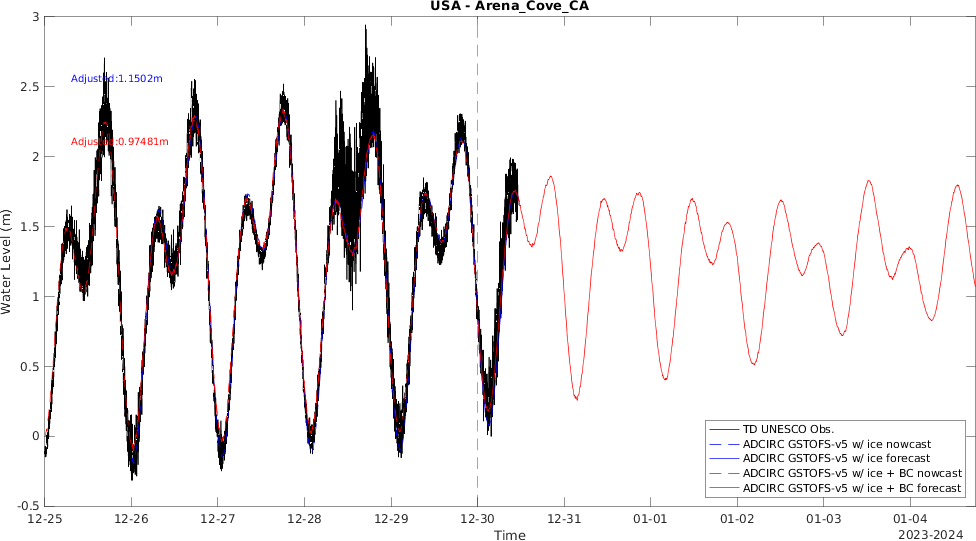 USA - Arena_Cove_CA
Adjusted:1.1502m
Adjusted:0.97481m
Water Level (m)
3
2.5
2
1.5
1
0.5
0
-0.5
12-25 12-26 12-27 12-28 12-29 12-30 12-31 01-01 01-02 01-03 01-04
Time
2023-2024
TD UNESCO Obs.
ADCIRC GSTOFS-v5 w/ ice nowcast
ADCIRC GSTOFS-v5 w/ ice forecast
ADCIRC GSTOFS-v5 w/ ice + BC nowcast
ADCIRC GSTOFS-v5 w/ ice + BC forecast